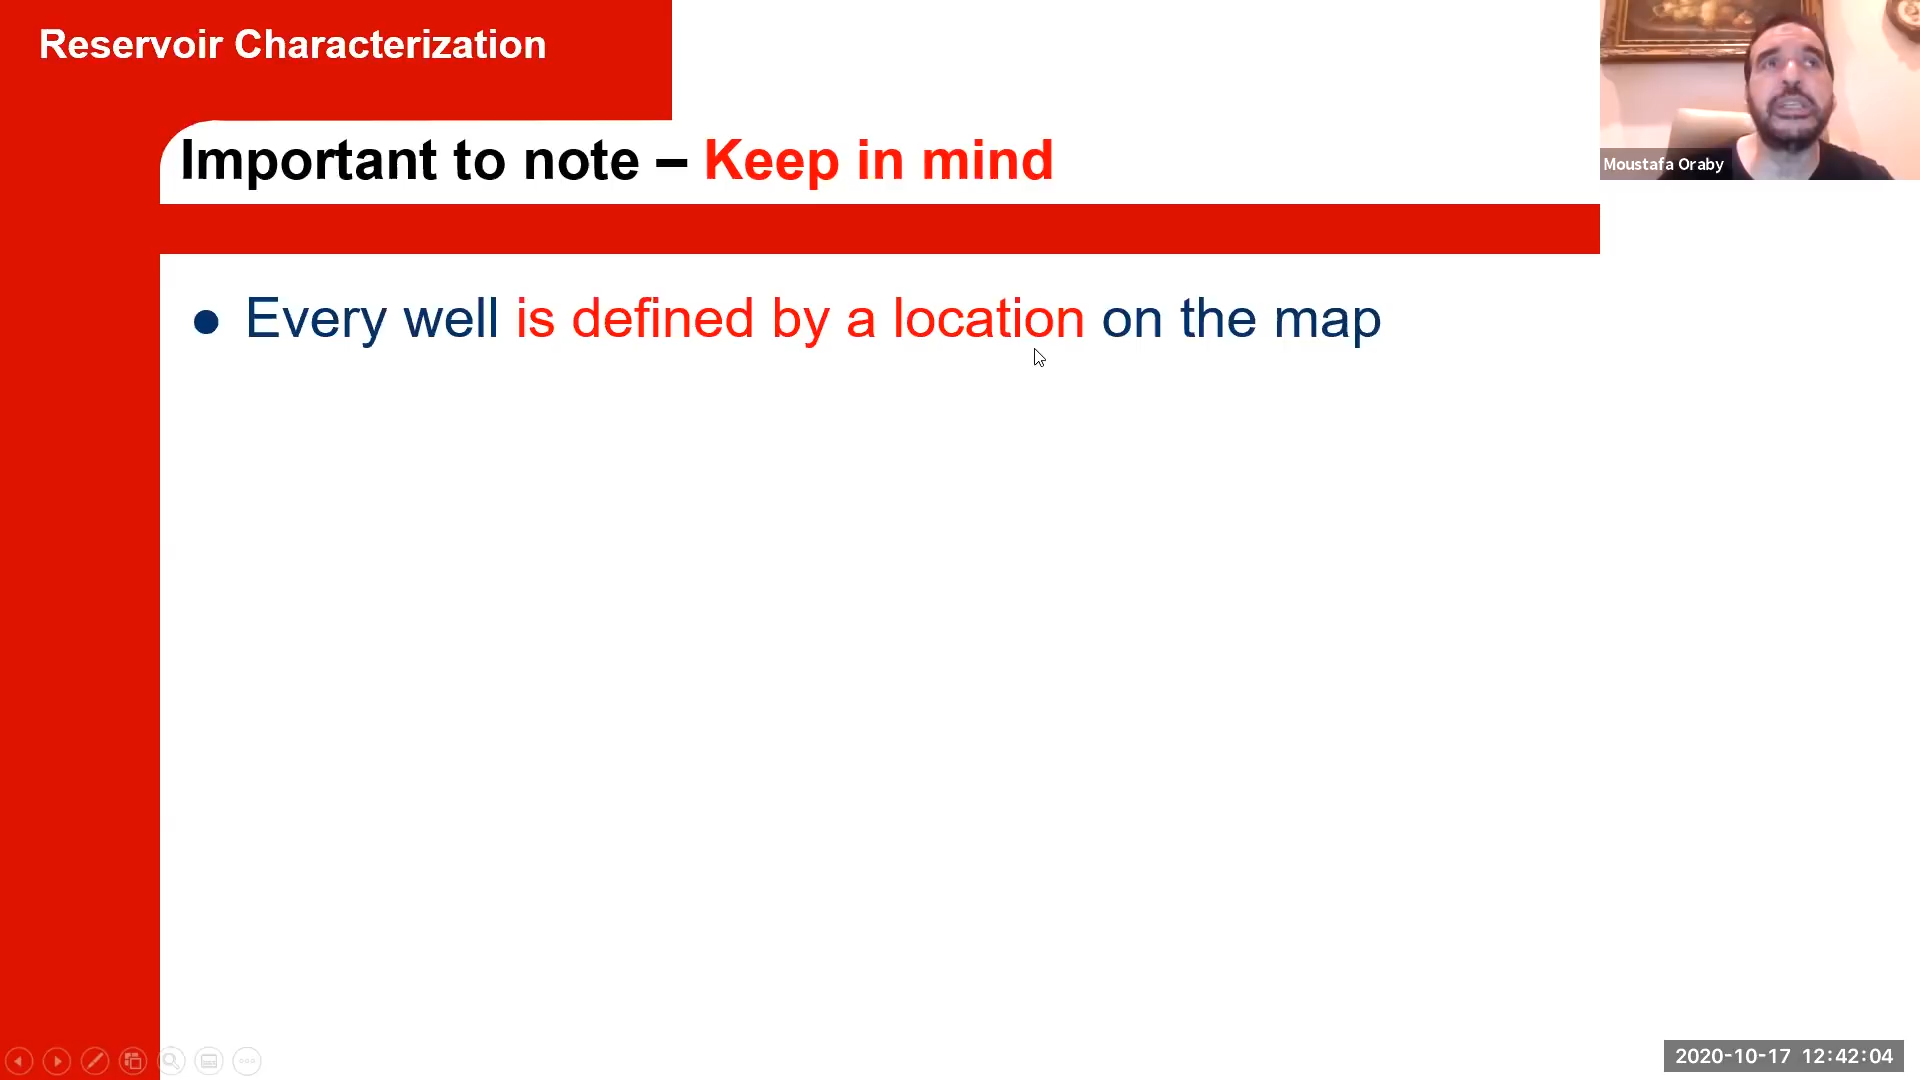 Reservoir Characterization
Important to note – Keep in mind
Moustafa Oraby
● Every well is defined by a location on the map
2020-10-17 12:42:04